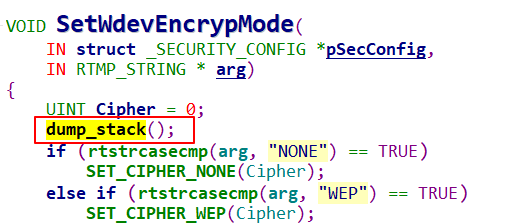 VOID SetWdevEncrypMode(
IN struct _SECURITY_CONFIG *pSecConfig,
IN RTMP_STRING * arg)
{
UINT Cipher = 0;
dump_stack();
if (rtstrcasecmp(arg, "NONE") == TRUE)
SET_CIPHER_NONE(Cipher);
else if (rtstrcasecmp(arg, "WEP") == TRUE)
SET_CIPHER_WEP(Cipher);